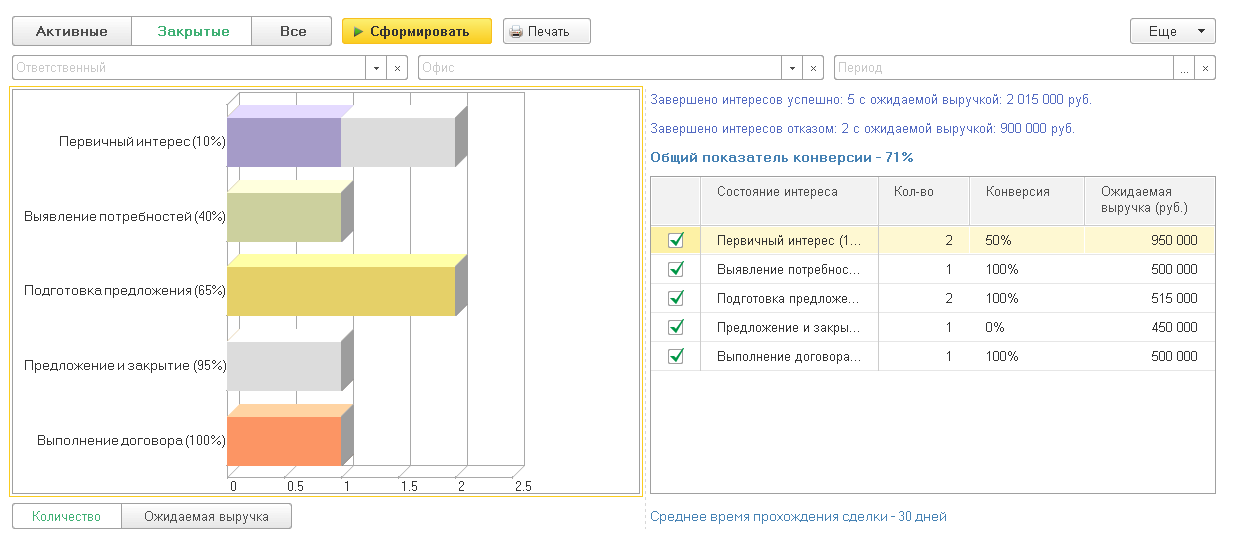 Активные Закрытые Все Сформировать Печать Еще
Ответственный Офис Период ...
Первичный интерес (10%)
Выявление потребностей (40%)
Подготовка предложения (65%)
Предложение и закрытие (95%)
Выполнение договора (100%)
0 0.5 1 1.5 2 2.5
Количество Ожидаемая выручка
Завершено интересов успешно: 5 с ожидаемой выручкой: 2 015 000 руб.
Завершено интересов отказом: 2 с ожидаемой выручкой: 900 000 руб.
Общий показатель конверсии - 71%
Состояние интереса Кол-во Конверсия Ожидаемая
выручка (руб.)
Первичный интерес (1... 2 50% 950 000
Выявление потребнос... 1 100% 500 000
Подготовка предложе... 2 100% 515 000
Предложение и закры... 1 0% 450 000
Выполнение договора... 1 100% 500 000
Среднее время прохождения сделки - 30 дней